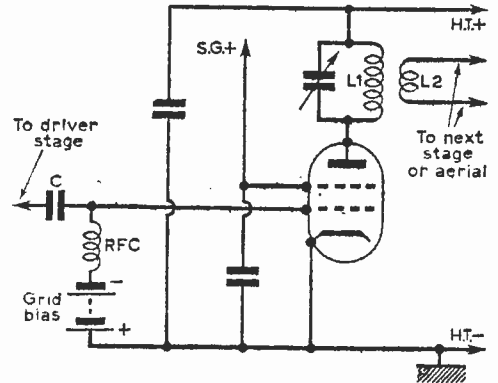 H.T.+
S.G.+
L1
L2
To driver
stage
To next
stage
or aerial
C
RFC
-
Grid
bias
+
H.T.-